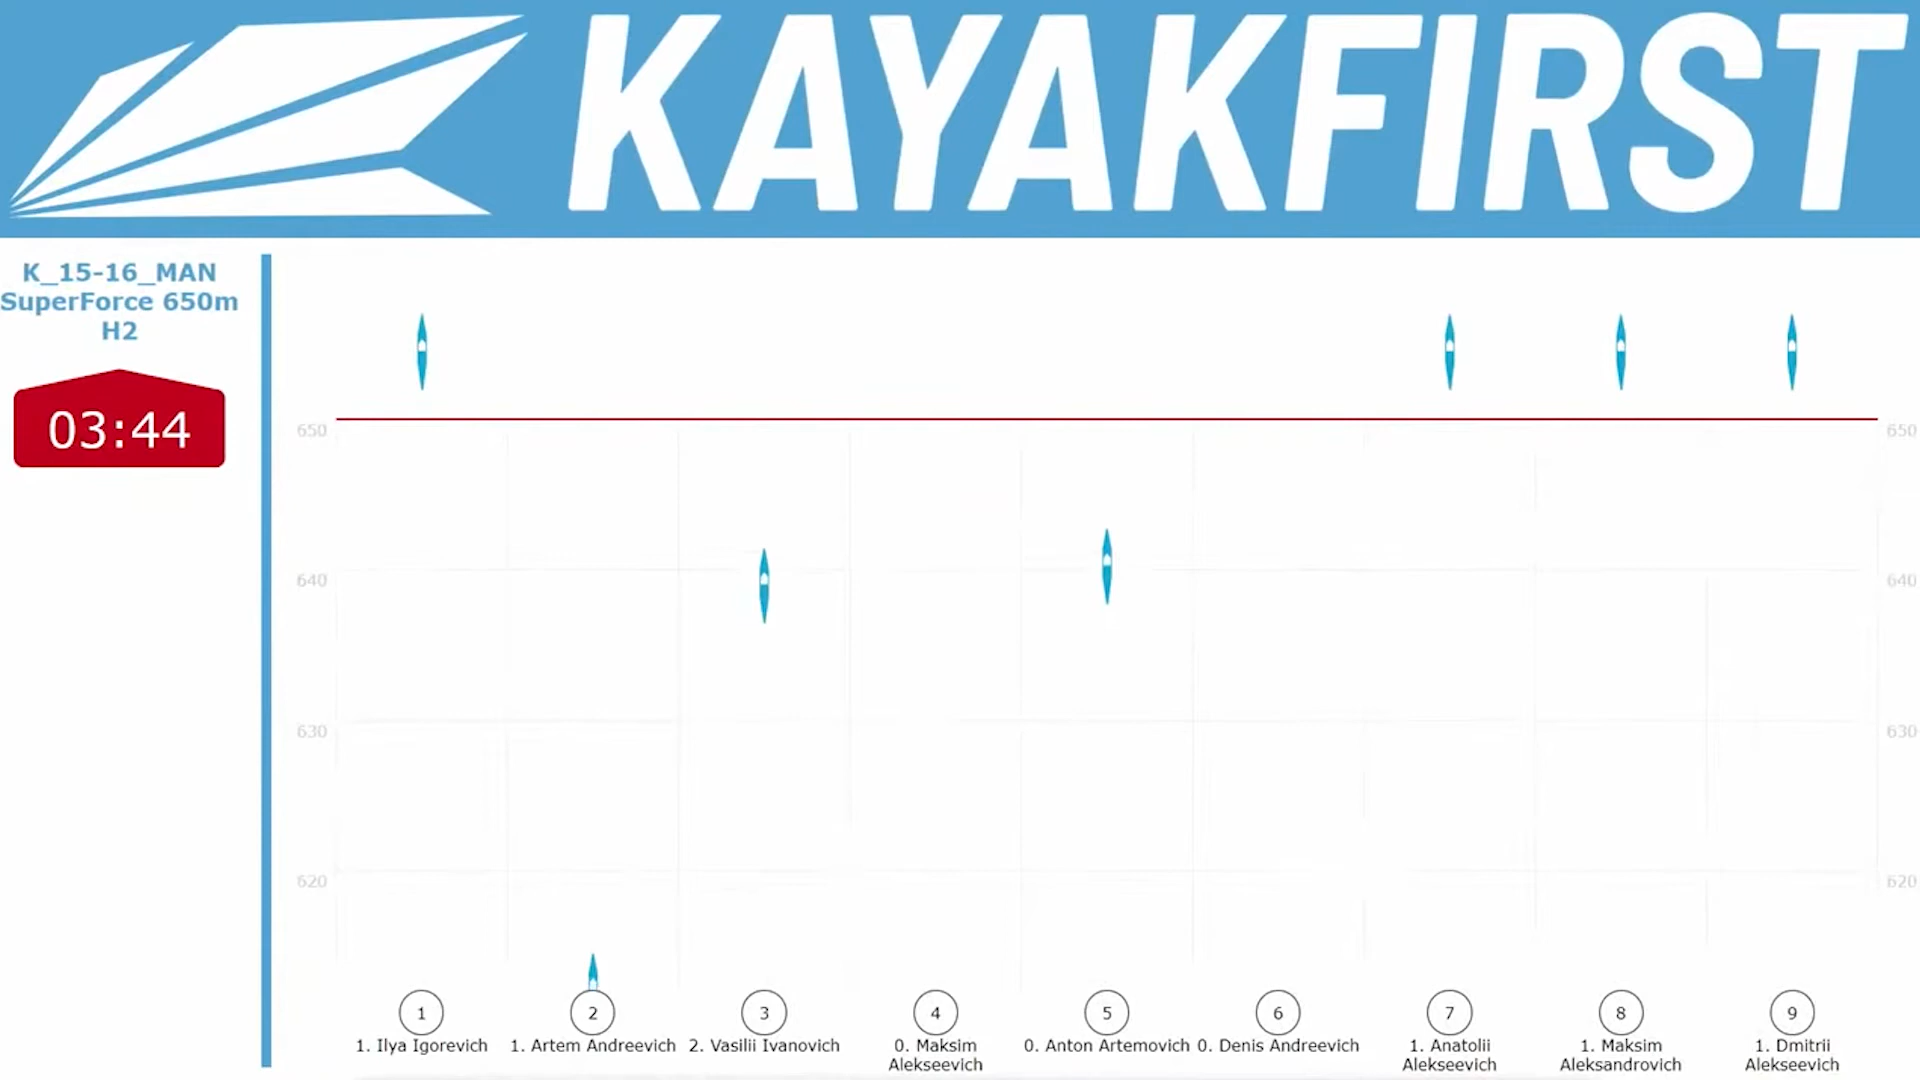 KAYAKFIRST
K_15-16_MAN
SuperForce 650m
H2
03:44
650 650
640 640
630 630
620 620
1 2 3 4 5 6 7 8 9
1. Ilya Igorevich 1. Artem Andreevich 2. Vasilii Ivanovich 0. Maksim 0. Anton Artemovich 0. Denis Andreevich 1. Anatolii 1. Maksim 1. Dmitrii
Alekseevich Alekseevich Aleksandrovich Alekseevich